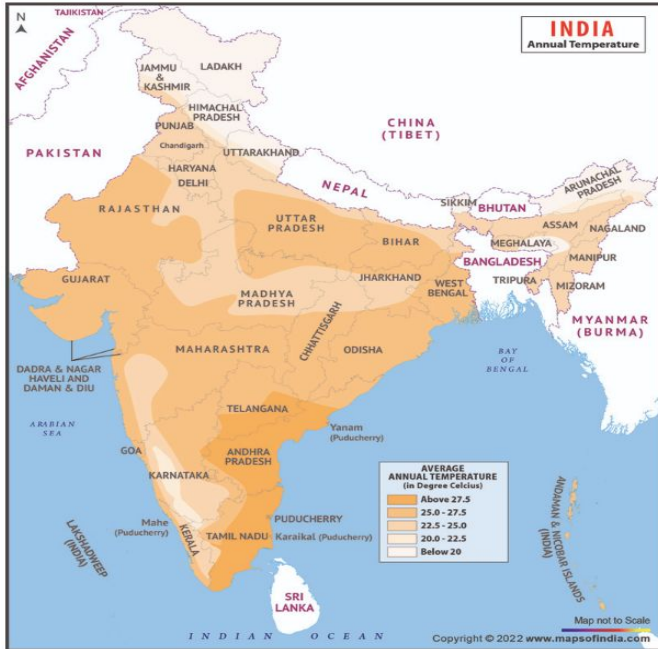 N
INDIA
Annual Temperature
TAJIKISTAN
AFGHANISTAN
LADAKH
JAMMU
&
KASHMIR
HIMACHAL
PRADESH
PUNJAB
Chandigarh
UTTARAKHAND
HARYANA
DELHI
PAKISTAN
CHINA
(TIBET)
NEPAL
RAJASTHAN
UTTAR
PRADESH
BIHAR
SIKKIM
BHUTAN
ARUNACHAL
PRADESH
ASSAM
NAGALAND
MEGHALAYA
MANIPUR
BANGLADESH
TRIPURA
MIZORAM
MYANMAR
(BURMA)
GUJARAT
MADHYA
PRADESH
JHARKHAND
WEST
BENGAL
CHHATTISGARH
ODISHA
MAHARASHTRA
DADRA & NAGAR
HAVELI AND
DAMAN & DIU
BAY
OF
BENGAL
ARABIAN
SEA
TELANGANA
Yanam
(Puducherry)
GOA
ANDHRA
PRADESH
KARNATAKA
AVERAGE
ANNUAL TEMPERATURE
(in Degree Celcius)
Above 27.5
25.0 - 27.5
22.5 - 25.0
20.0 - 22.5
Below 20
Mahe
(Puducherry)
KERALA
TAMIL NADU
PUDUCHERRY
Karaikal (Puducherry)
LAKSHADWEEP
(INDIA)
ANDAMAN & NICOBAR ISLANDS
(INDIA)
SRI
LANKA
INDIAN OCEAN
Map not to Scale
Copyright © 2022 www.mapsofindia.com